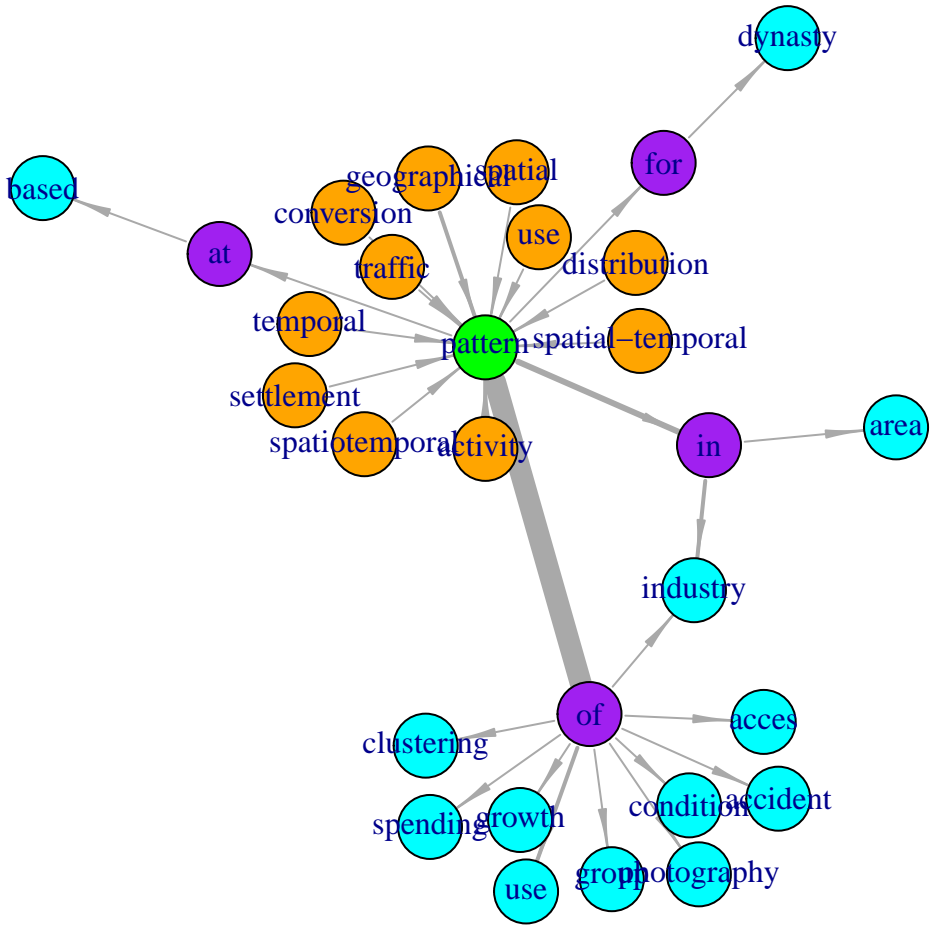 dynasty
for
spatial
geographical
based
conversion
use
at
traffic
distribution
temporal
pattern
spatial−temporal
settlement
area
spatiotemporal
activity
in
industry
of
acces
clustering
accident
condition
growth
spending
photography
group
use